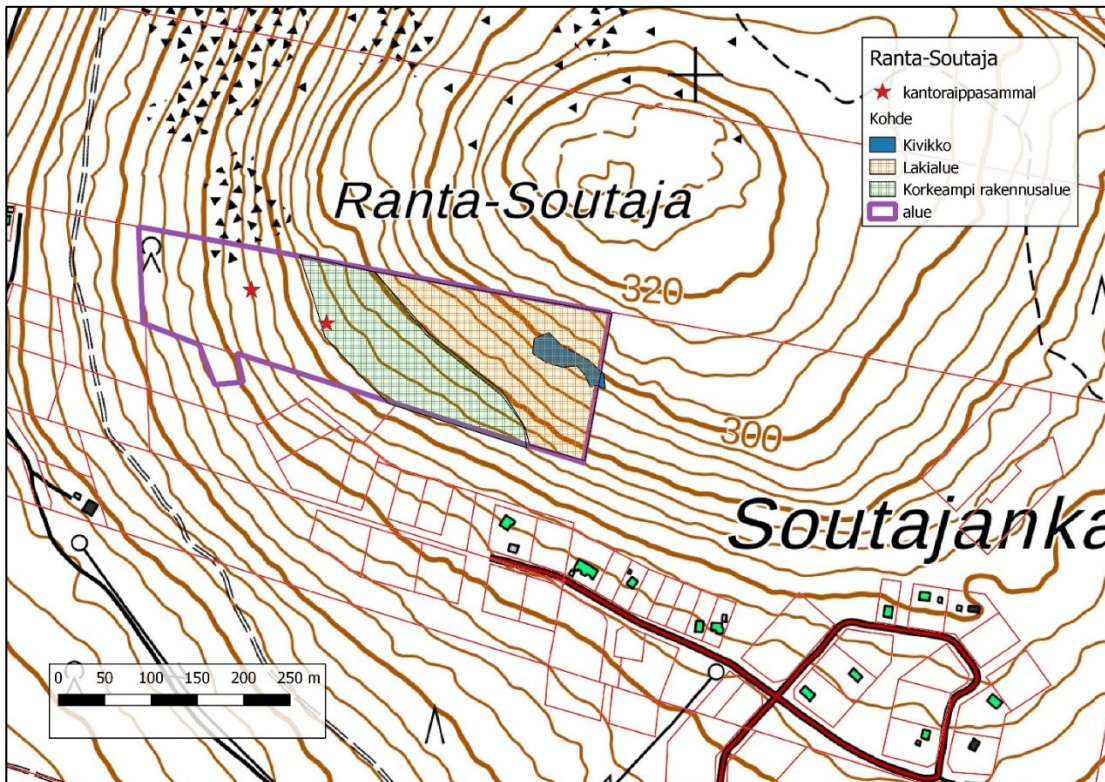 Ranta-Soutaja
kantoraippasammal
Kohde
Kivikko
Lakialue
Korkeampi rakennusalue
alue
Ranta-Soutaja
320
300
Soutajanka
0 50 100 150 200 250 m